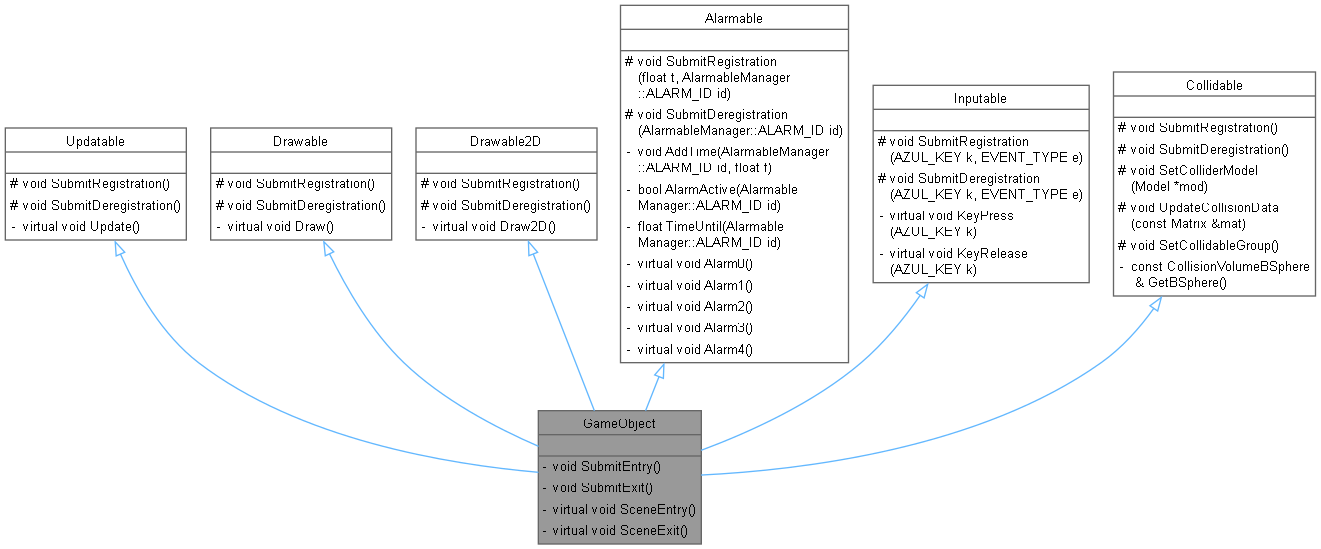 Alarmable
# void SubmitRegistration
(float t, AlarmableManager
::ALARM_ID id)
# void SubmitDeregistration
(AlarmableManager::ALARM_ID id)
- void AddTime(AlarmableManager
::ALARM_ID id, float t)
- bool AlarmActive(Alarmable
Manager::ALARM_ID id)
- float TimeUntil(Alarmable
Manager::ALARM_ID id)
- virtual void Alarm0()
- virtual void Alarm1()
- virtual void Alarm2()
- virtual void Alarm3()
- virtual void Alarm4()
Inputable
# void SubmitRegistration
(AZUL_KEY k, EVENT_TYPE e)
# void SubmitDeregistration
(AZUL_KEY k, EVENT_TYPE e)
- virtual void KeyPress
(AZUL_KEY k)
- virtual void KeyRelease
(AZUL_KEY k)
Collidable
# void SubmitRegistration()
# void SubmitDeregistration()
# void SetColliderModel
(Model *mod)
# void UpdateCollisionData
(const Matrix &mat)
# void SetCollidableGroup()
- const CollisionVolumeBSphere
& GetBSphere()
Updatable
# void SubmitRegistration()
# void SubmitDeregistration()
- virtual void Update()
Drawable
# void SubmitRegistration()
# void SubmitDeregistration()
- virtual void Draw()
Drawable2D
# void SubmitRegistration()
# void SubmitDeregistration()
- virtual void Draw2D()
GameObject
- void SubmitEntry()
- void SubmitExit()
- virtual void SceneEntry()
- virtual void SceneExit()